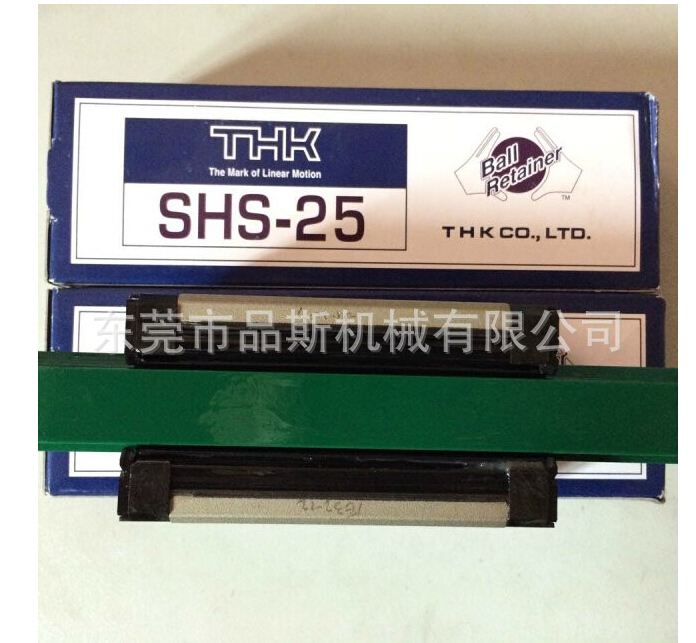 THK
The Mark of Linear Motion
SHS-25
Ball
Retainer
TM
THK CO., LTD.
东莞市品斯机械有限公司